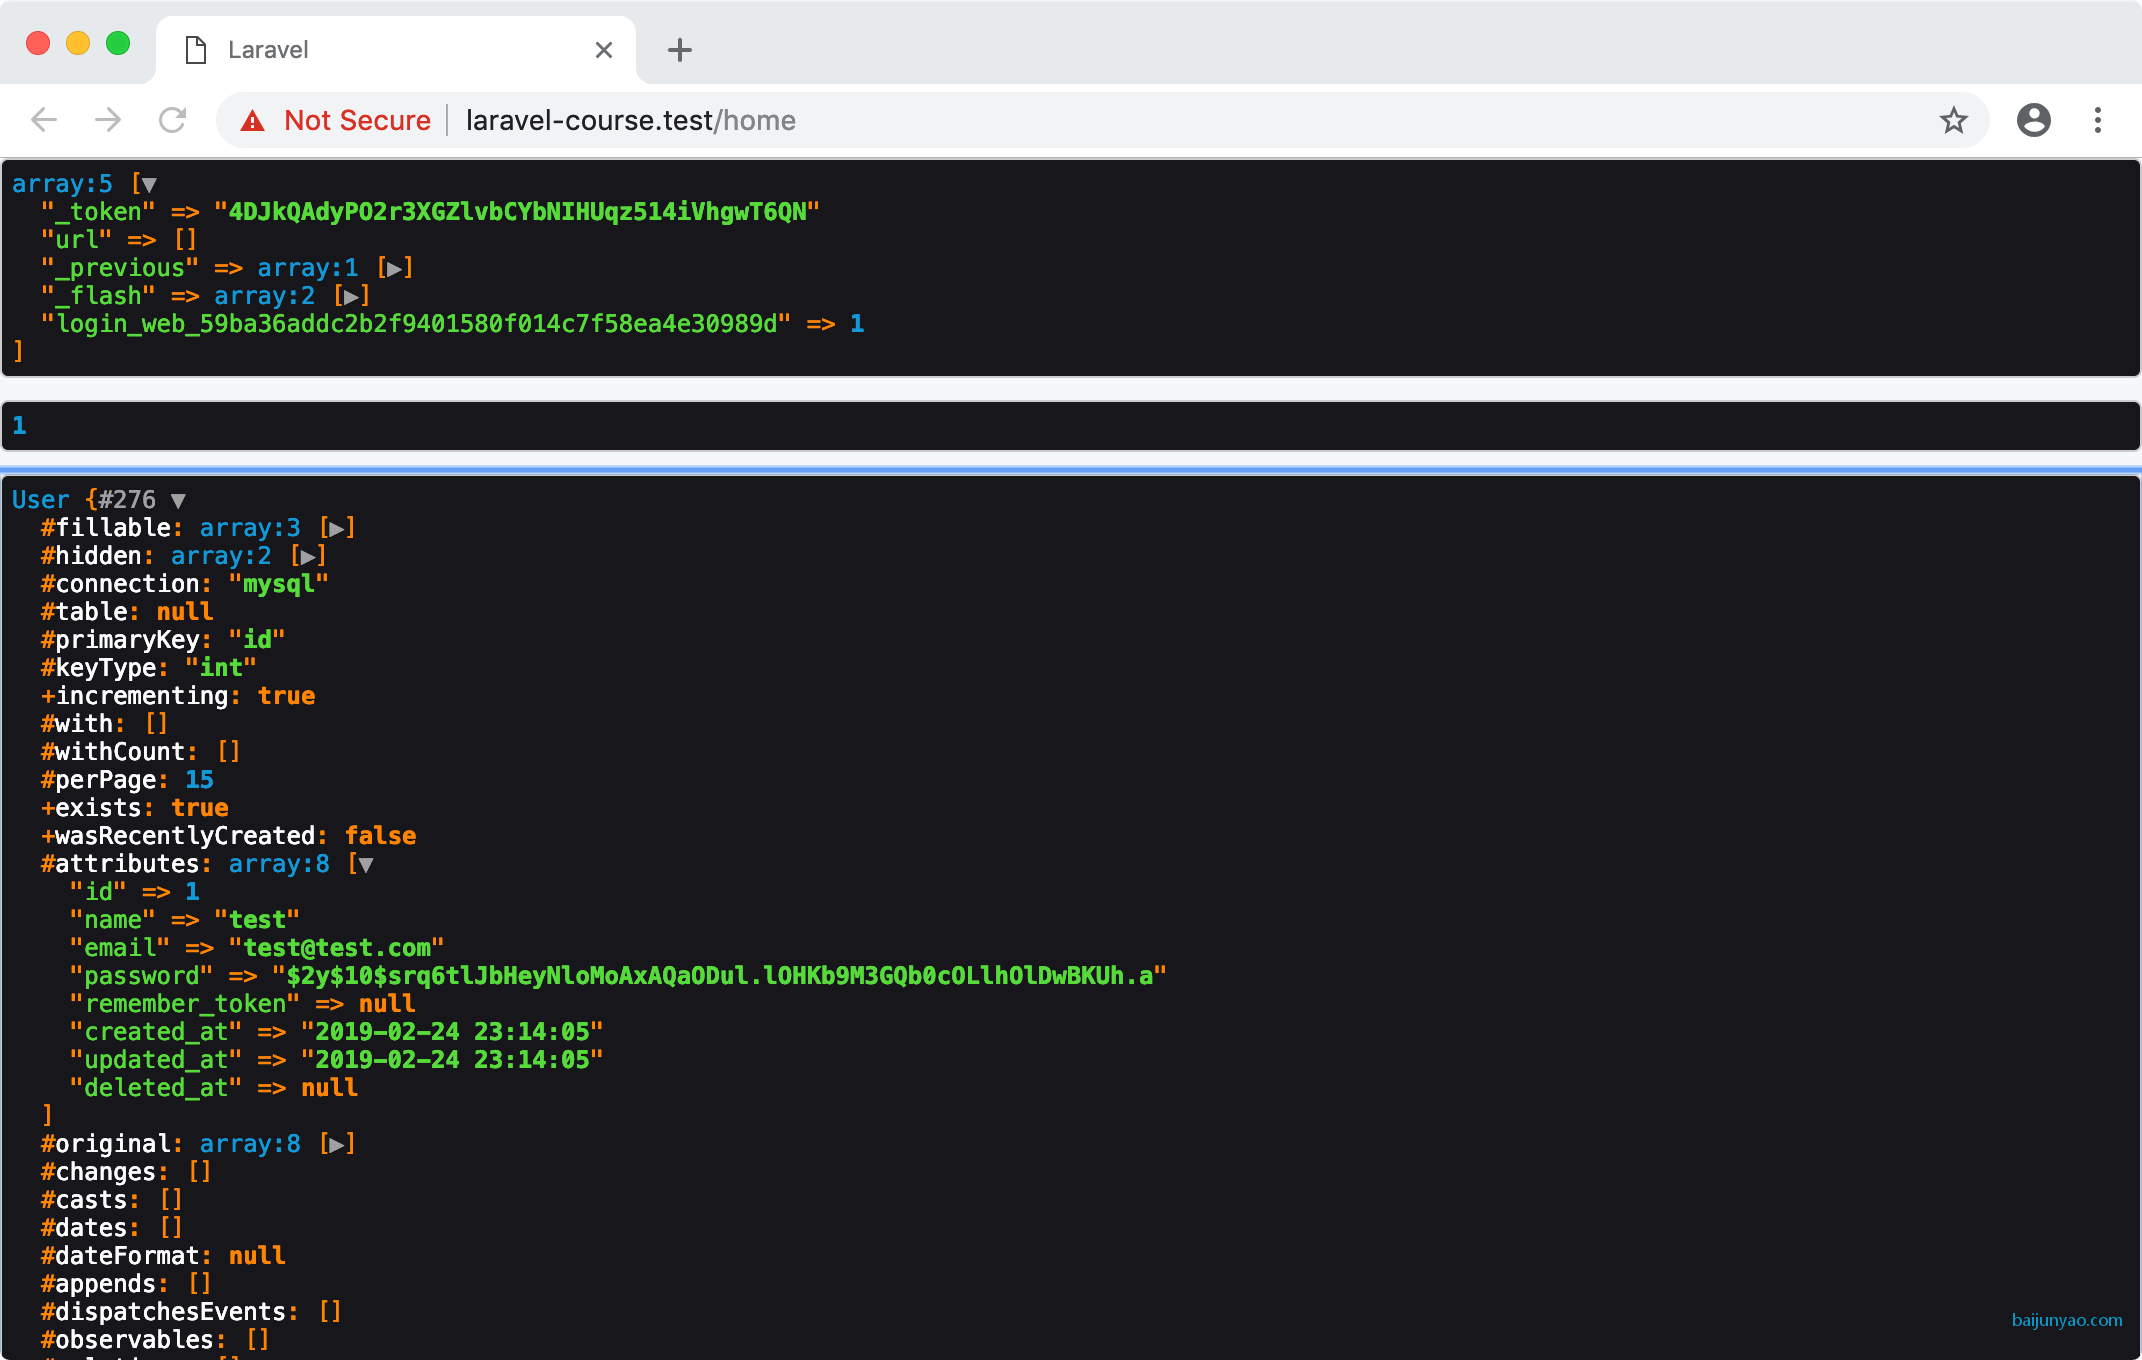 Laravel
Not Secure | laravel-course.test/home
array:5 [▼
  "_token" => "4DJkQAdyPO2r3XGZlvbCYbNIHUqz514iVhgwT6QN"
  "url" => []
  "_previous" => array:1 [▶]
  "_flash" => array:2 [▶]
  "login_web_59ba36addc2b2f9401580f014c7f58ea4e30989d" => 1
]
1
User {#276 ▼
  #fillable: array:3 [▶]
  #hidden: array:2 [▶]
  #connection: "mysql"
  #table: null
  #primaryKey: "id"
  #keyType: "int"
  +incrementing: true
  #with: []
  #withCount: []
  #perPage: 15
  +exists: true
  +wasRecentlyCreated: false
  #attributes: array:8 [▼
    "id" => 1
    "name" => "test"
    "email" => "test@test.com"
    "password" => "$2y$10$srq6tlJbHeyNloMoAxAQaODul.lOHKb9M3GQb0cOLlhOlDwBKUh.a"
    "remember_token" => null
    "created_at" => "2019-02-24 23:14:05"
    "updated_at" => "2019-02-24 23:14:05"
    "deleted_at" => null
  ]
  #original: array:8 [▶]
  #changes: []
  #casts: []
  #dates: []
  #dateFormat: null
  #appends: []
  #dispatchesEvents: []
  #observables: []
baijunyao.com